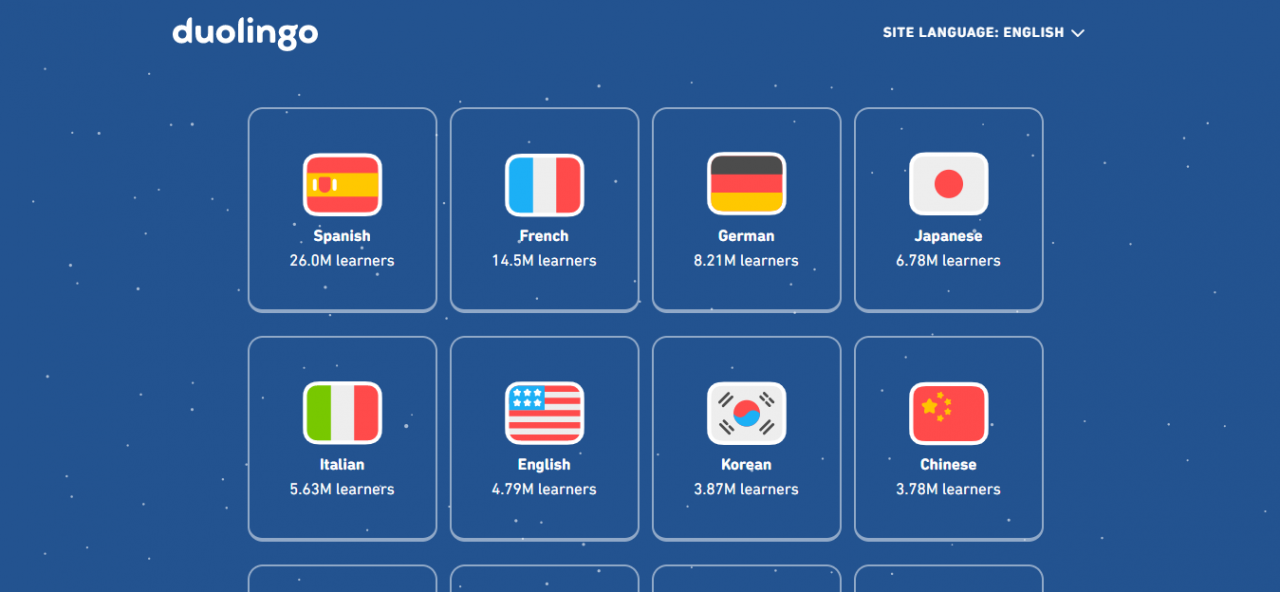 duolingo
SITE LANGUAGE: ENGLISH
Spanish
26.0M learners
French
14.5M learners
German
8.21M learners
Japanese
6.78M learners
Italian
5.63M learners
English
4.79M learners
Korean
3.87M learners
Chinese
3.78M learners